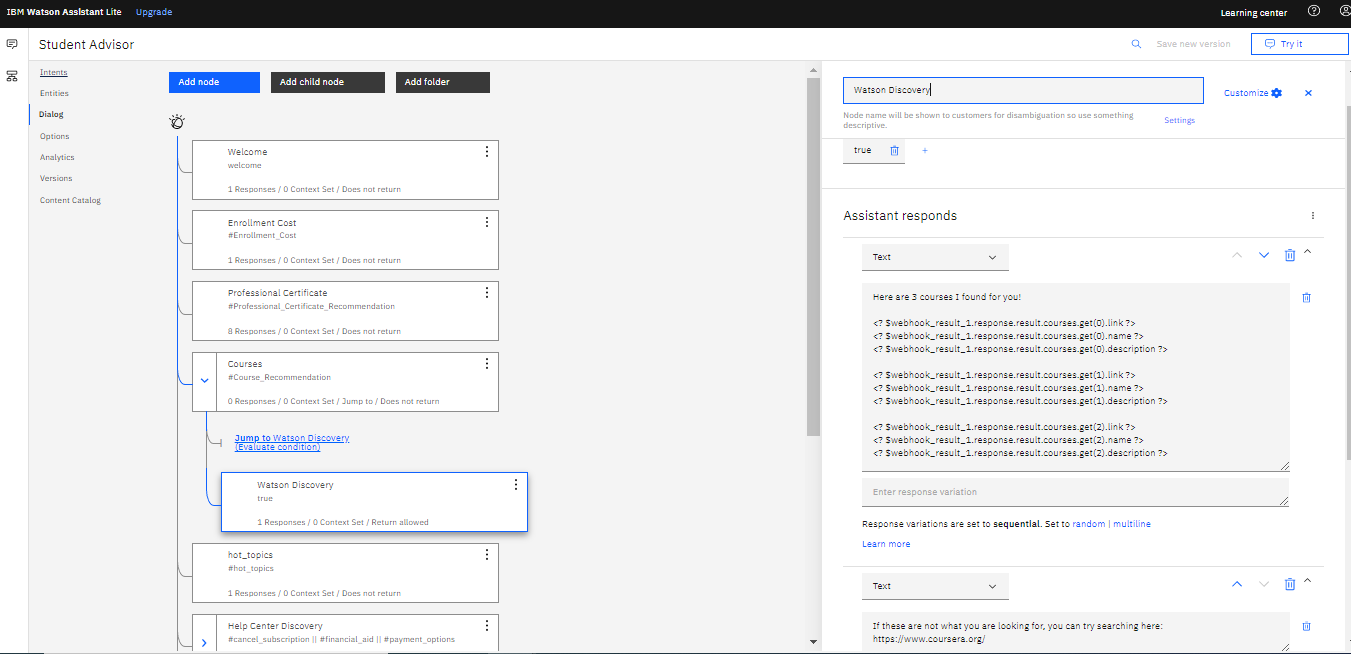 IBM Watson Assistant Lite Upgrade Learning center
Student Advisor Save new version Try it
Intents
Entities
Dialog
Options
Analytics
Versions
Content Catalog
Add node Add child node Add folder
Welcome
welcome
1 Responses / 0 Context Set / Does not return
Enrollment Cost
#Enrollment_Cost
1 Responses / 0 Context Set / Does not return
Professional Certificate
#Professional_Certificate_Recommendation
8 Responses / 0 Context Set / Does not return
Courses
#Course_Recommendation
0 Responses / 0 Context Set / Jump to / Does not return
Jump to Watson Discovery
(Evaluate condition)
Watson Discovery
true
1 Responses / 0 Context Set / Return allowed
hot_topics
#hot_topics
1 Responses / 0 Context Set / Does not return
Help Center Discovery
#cancel_subscription || #financial_aid || #payment_options
Watson Discovery
Customize
Node name will be shown to customers for disambiguation so use something
descriptive.
Settings
true
Assistant responds
Text
Here are 3 courses I found for you!
<? $webhook_result_1.response.result.courses.get(0).link ?>
<? $webhook_result_1.response.result.courses.get(0).name ?>
<? $webhook_result_1.response.result.courses.get(0).description ?>
<? $webhook_result_1.response.result.courses.get(1).link ?>
<? $webhook_result_1.response.result.courses.get(1).name ?>
<? $webhook_result_1.response.result.courses.get(1).description ?>
<? $webhook_result_1.response.result.courses.get(2).link ?>
<? $webhook_result_1.response.result.courses.get(2).name ?>
<? $webhook_result_1.response.result.courses.get(2).description ?>
Enter response variation
Response variations are set to sequential. Set to random | multiline
Learn more
Text
If these are not what you are looking for, you can try searching here:
https://www.coursera.org/